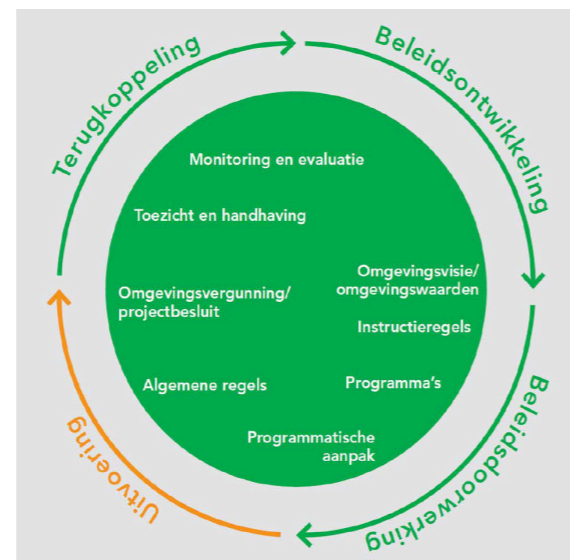 Terugkoppeling
Beleidsontwikkeling
Monitoring en evaluatie
Toezicht en handhaving
Omgevingsvisie/
omgevingswaarden
Omgevingsvergunning/
projectbesluit
Instructieregels
Algemene regels
Programma's
Programmatische
aanpak
Uitvoering
Beleidsdoorwerking